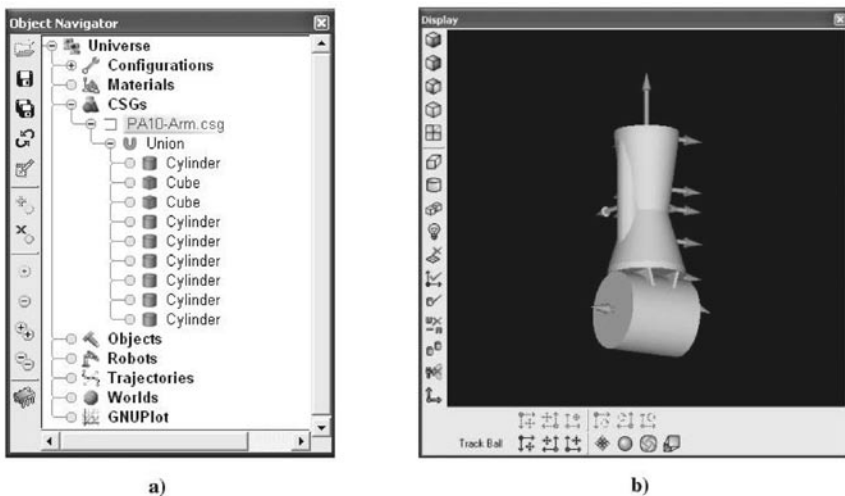 Object Navigator
Universe
Configurations
Materials
CSGs
PA10-Arm.csg
Union
Cylinder
Cube
Cube
Cylinder
Cylinder
Cylinder
Cylinder
Cylinder
Cylinder
Objects
Robots
Trajectories
Worlds
GNUPlot
a)
Display
Track Ball
b)